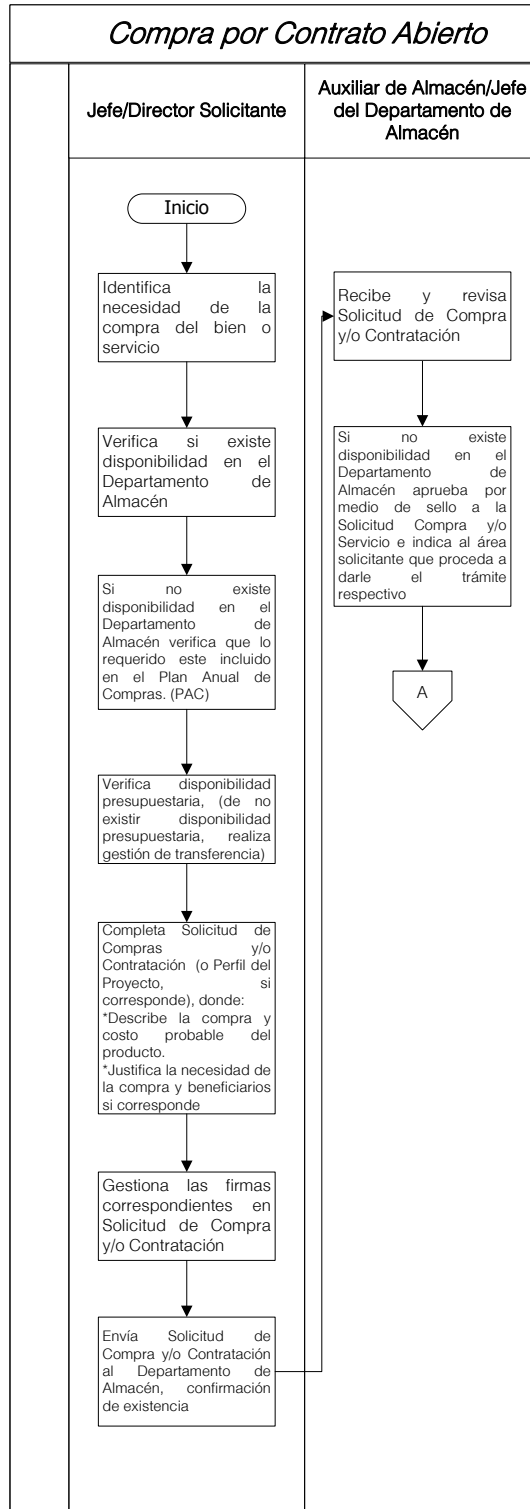 Compra por Contrato Abierto
Jefe/Director Solicitante
Auxiliar de Almacén/Jefe
del Departamento de
Almacén
Inicio
Identifica la
necesidad de la
compra del bien o
servicio
Verifica si existe
disponibilidad en el
Departamento de
Almacén
Si no existe
disponibilidad en el
Departamento de
Almacén verifica que lo
requerido este incluido
en el Plan Anual de
Compras. (PAC)
Verifica disponibilidad
presupuestaria, (de no
existir disponibilidad
presupuestaria, realiza
gestión de transferencia)
Completa Solicitud de
Compras y/o
Contratación (o Perfil del
Proyecto, si
corresponde), donde:
*Describe la compra y
costo probable del
producto.
*Justifica la necesidad de
la compra y beneficiarios
si corresponde
Gestiona las firmas
correspondientes en
Solicitud de Compra
y/o Contratación
Envía Solicitud de
Compra y/o Contratación
al Departamento de
Almacén, confirmación
de existencia
Recibe y revisa
Solicitud de Compra
y/o Contratación
Si no existe
disponibilidad en el
Departamento de
Almacén aprueba por
medio de sello a la
Solicitud Compra y/o
Servicio e indica al área
solicitante que proceda a
darle el trámite
respectivo
A